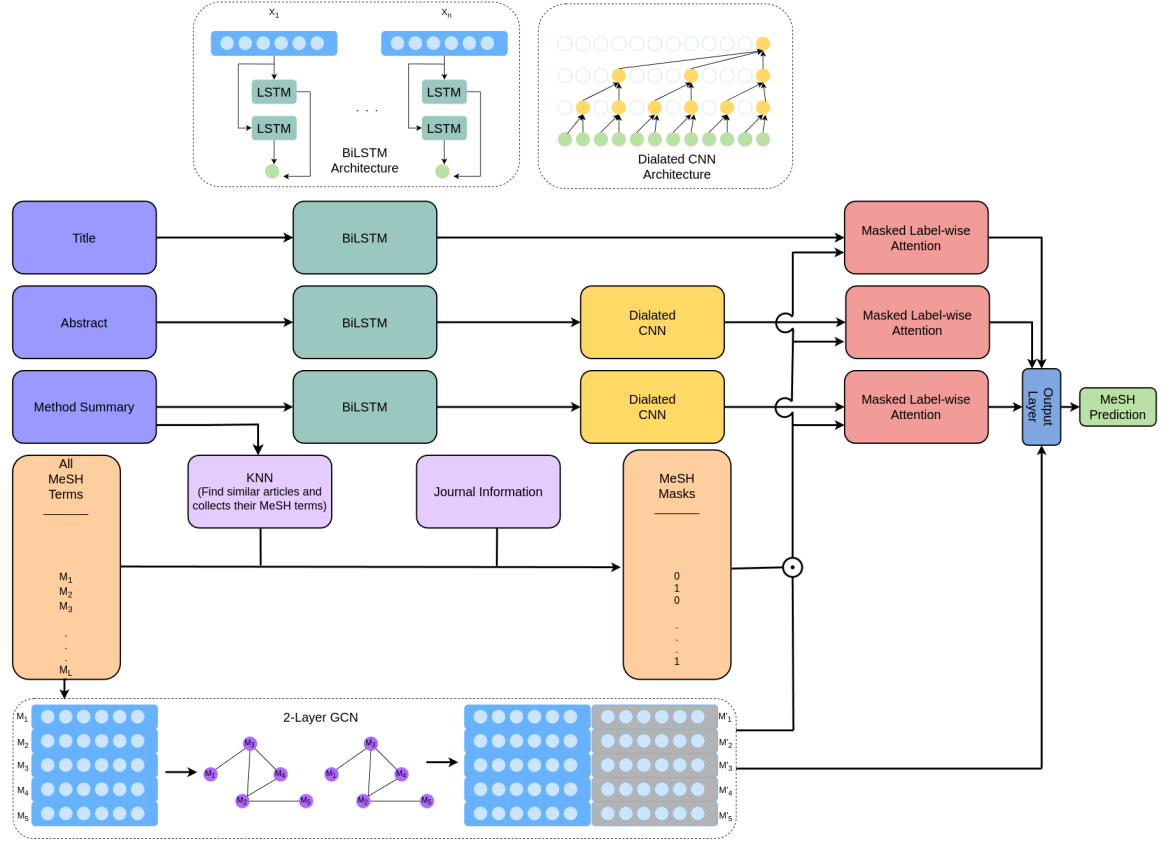 X1
Xn
LSTM
LSTM
. . .
LSTM
LSTM
BiLSTM
Architecture
Dialated CNN
Architecture
Title
BiLSTM
Masked Label-wise
Attention
Abstract
BiLSTM
Dialated
CNN
Masked Label-wise
Attention
Method Summary
BiLSTM
Dialated
CNN
Masked Label-wise
Attention
Output
Layer
MeSH
Prediction
All
MeSH
Terms
M1
M2
M3
.
.
.
ML
KNN
(Find similar articles and
collects their MeSH terms)
Journal Information
MeSH
Masks
0
1
0
.
.
.
1
2-Layer GCN
M1
M2
M3
M4
M5
M3
M1
M4
M2
M5
M3
M1
M4
M2
M5
M'1
M'2
M'3
M'4
M'5